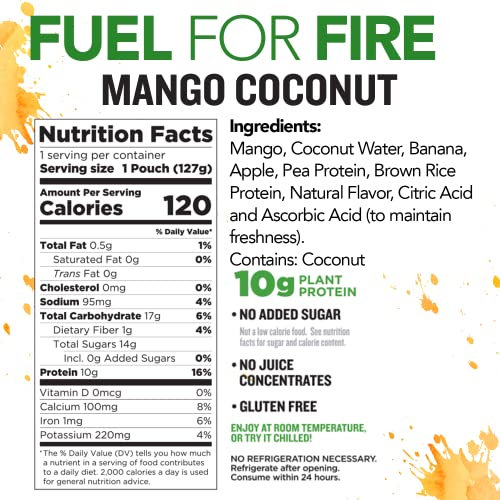 FUEL FOR FIRE
MANGO COCONUT
Nutrition Facts
1 serving per container
Serving size 1 Pouch (127g)
Amount Per Serving
Calories 120
% Daily Value*
Total Fat 0.5g 1%
Saturated Fat 0g 0%
Trans Fat 0g
Cholesterol 0mg 0%
Sodium 95mg 4%
Total Carbohydrate 17g 6%
Dietary Fiber 1g 4%
Total Sugars 14g
Incl. 0g Added Sugars 0%
Protein 10g 16%
Vitamin D 0mcg 0%
Calcium 100mg 8%
Iron 1mg 6%
Potassium 220mg 4%
*The % Daily Value (DV) tells you how much
a nutrient in a serving of food contributes
to a daily diet. 2,000 calories a day is used for
general nutrition advice.
Ingredients:
Mango, Coconut Water, Banana,
Apple, Pea Protein, Brown Rice
Protein, Natural Flavor, Citric Acid
and Ascorbic Acid (to maintain
freshness).
Contains: Coconut
10g PLANT
PROTEIN
• NO ADDED SUGAR
Not a low calorie food. See nutrition
facts for sugar and calorie content.
• NO JUICE
CONCENTRATES
• GLUTEN FREE
ENJOY AT ROOM TEMPERATURE,
OR TRY IT CHILLED!
NO REFRIGERATION NECESSARY.
Refrigerate after opening.
Consume within 24 hours.